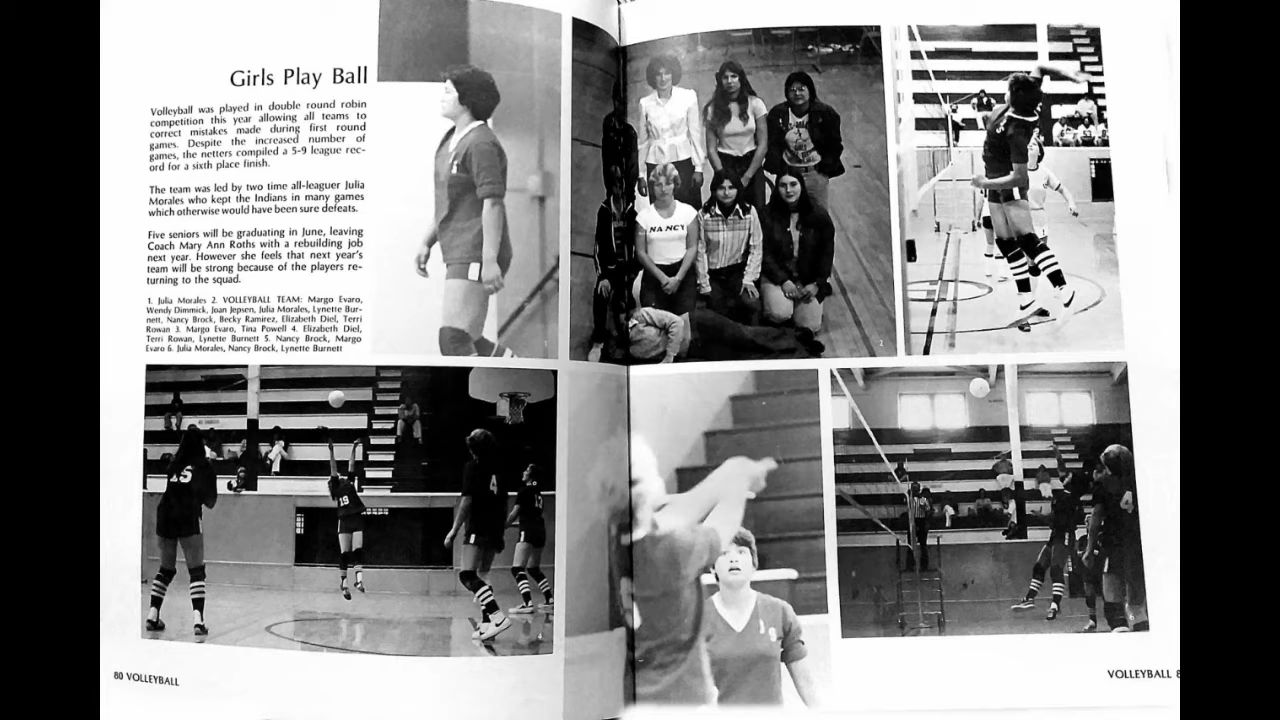 Girls Play Ball
Volleyball was played in double round robin
competition this year allowing all teams to
correct mistakes made during first round
games. Despite the increased number of
games, the netters compiled a 5-9 league rec-
ord for a sixth place finish.
The team was led by two time all-leaguer Julia
Morales who kept the Indians in many games
which otherwise would have been sure defeats.
Five seniors will be graduating in June, leaving
Coach Mary Ann Roths with a rebuilding job
next year. However she feels that next year's
team will be strong because of the players re-
turning to the squad.
1. Julia Morales 2. VOLLEYBALL TEAM: Margo Evaro,
Wendy Dimmick, Joan Jepsen, Julia Morales, Lynette Bur-
nett, Nancy Brock, Becky Ramirez, Elizabeth Diel, Terri
Rowan 3. Margo Evaro, Tina Powell 4. Elizabeth Diel,
Terri Rowan, Lynette Burnett 5. Nancy Brock, Margo
Evaro 6. Julia Morales, Nancy Brock, Lynette Burnett
NANCY
2
15
19
4
12
4
80 VOLLEYBALL
VOLLEYBALL 8